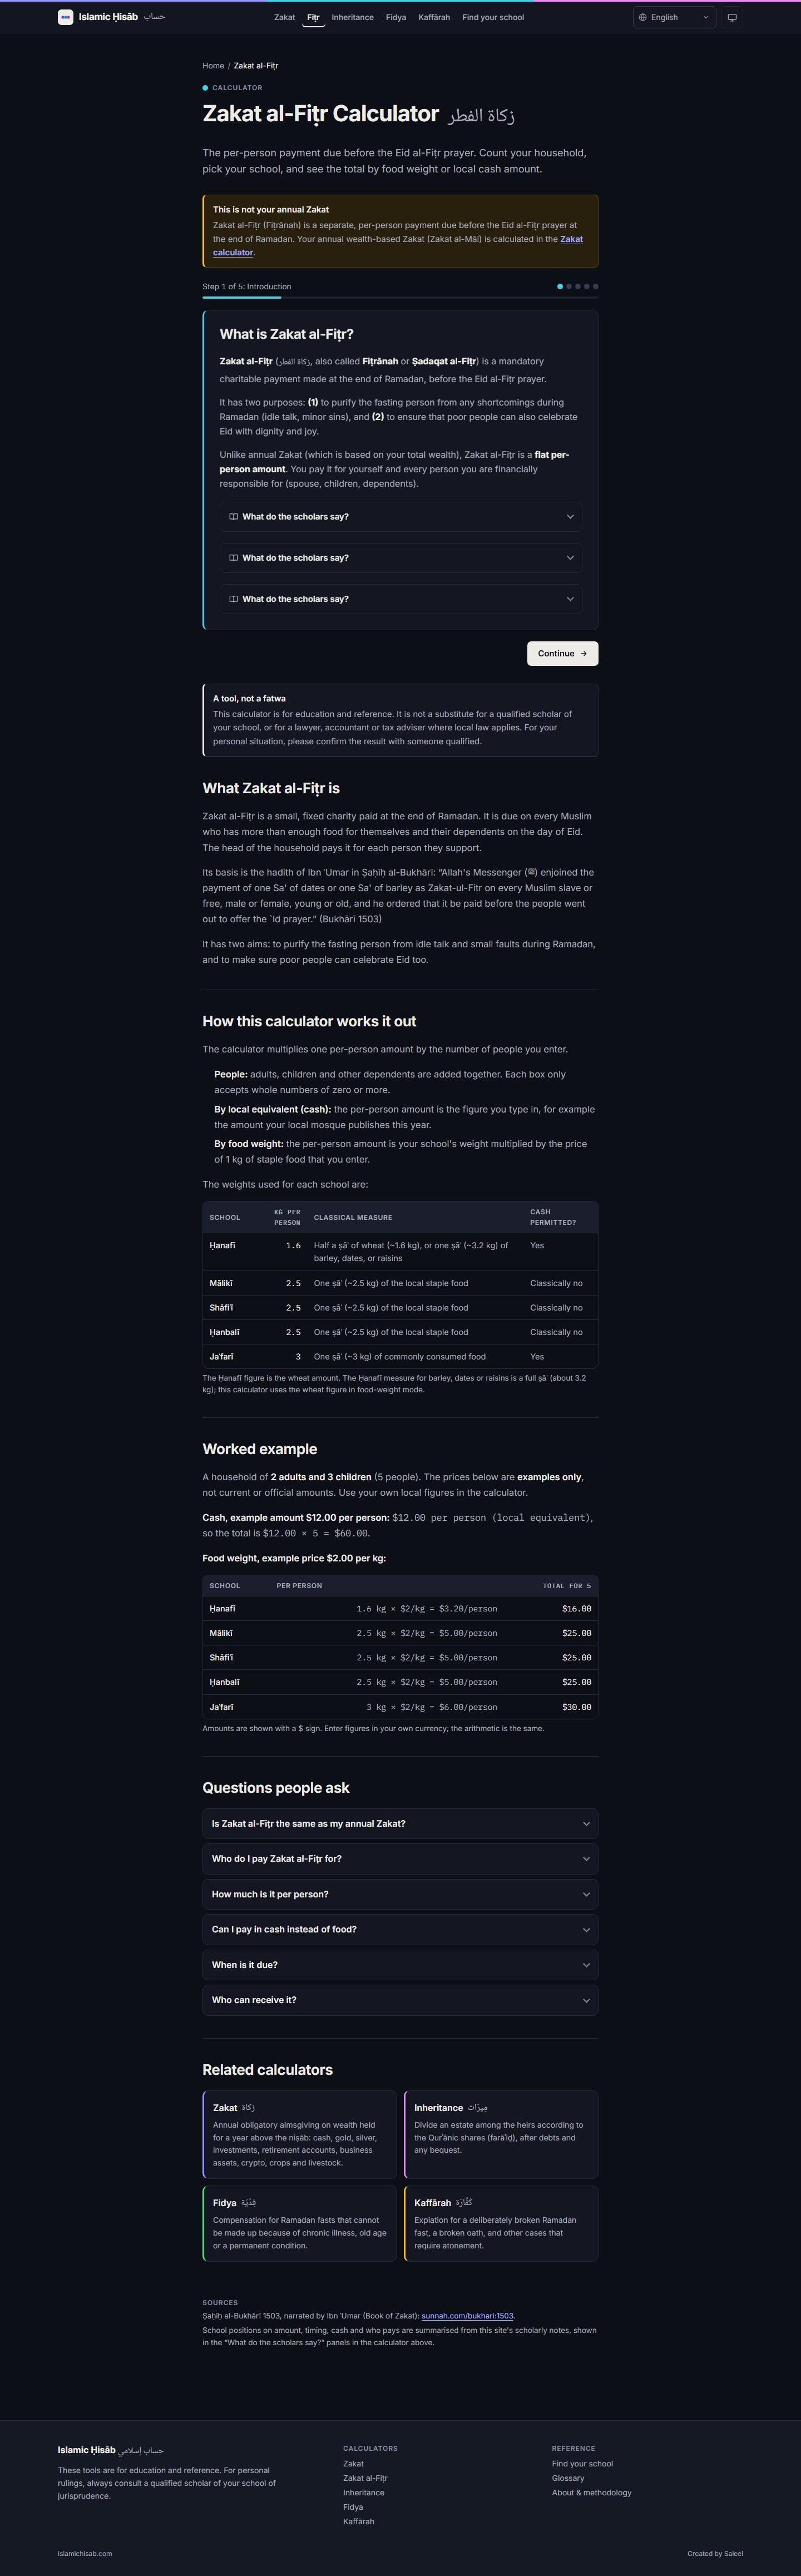 Islamic Ḥisāb حساب
Zakat Fiṭr Inheritance Fidya Kaffārah Find your school
English
Home / Zakat al-Fiṭr
CALCULATOR
Zakat al-Fiṭr Calculator زكاة الفطر
The per-person payment due before the Eid al-Fiṭr prayer. Count your household,
pick your school, and see the total by food weight or local cash amount.
This is not your annual Zakat
Zakat al-Fiṭr (Fiṭrānah) is a separate, per-person payment due before the Eid al-Fiṭr prayer at
the end of Ramadan. Your annual wealth-based Zakat (Zakat al-Māl) is calculated in the Zakat
calculator.
Step 1 of 5: Introduction
What is Zakat al-Fiṭr?
Zakat al-Fiṭr (زكاة الفطر, also called Fiṭrānah or Ṣadaqat al-Fiṭr) is a mandatory
charitable payment made at the end of Ramadan, before the Eid al-Fiṭr prayer.
It has two purposes: (1) to purify the fasting person from any shortcomings during
Ramadan (idle talk, minor sins), and (2) to ensure that poor people can also celebrate
Eid with dignity and joy.
Unlike annual Zakat (which is based on your total wealth), Zakat al-Fiṭr is a flat per-
person amount. You pay it for yourself and every person you are financially
responsible for (spouse, children, dependents).
What do the scholars say?
What do the scholars say?
What do the scholars say?
Continue →
A tool, not a fatwa
This calculator is for education and reference. It is not a substitute for a qualified scholar of
your school, or for a lawyer, accountant or tax adviser where local law applies. For your
personal situation, please confirm the result with someone qualified.
What Zakat al-Fiṭr is
Zakat al-Fiṭr is a small, fixed charity paid at the end of Ramadan. It is due on every Muslim
who has more than enough food for themselves and their dependents on the day of Eid.
The head of the household pays it for each person they support.
Its basis is the hadith of Ibn ʿUmar in Ṣaḥīḥ al-Bukhārī: “Allah's Messenger (ﷺ) enjoined the
payment of one Sa' of dates or one Sa' of barley as Zakat-ul-Fitr on every Muslim slave or
free, male or female, young or old, and he ordered that it be paid before the people went
out to offer the `Id prayer.” (Bukhārī 1503)
It has two aims: to purify the fasting person from idle talk and small faults during Ramadan,
and to make sure poor people can celebrate Eid too.
How this calculator works it out
The calculator multiplies one per-person amount by the number of people you enter.
People: adults, children and other dependents are added together. Each box only
accepts whole numbers of zero or more.
By local equivalent (cash): the per-person amount is the figure you type in, for example
the amount your local mosque publishes this year.
By food weight: the per-person amount is your school's weight multiplied by the price
of 1 kg of staple food that you enter.
The weights used for each school are:
SCHOOL KG PER PERSON CLASSICAL MEASURE CASH PERMITTED?
Ḥanafī 1.6 Half a ṣāʿ of wheat (~1.6 kg), or one ṣāʿ (~3.2 kg) of barley, dates, or raisins Yes
Mālikī 2.5 One ṣāʿ (~2.5 kg) of the local staple food Classically no
Shāfiʿī 2.5 One ṣāʿ (~2.5 kg) of the local staple food Classically no
Ḥanbalī 2.5 One ṣāʿ (~2.5 kg) of the local staple food Classically no
Jaʿfarī 3 One ṣāʿ (~3 kg) of commonly consumed food Yes
The Ḥanafī figure is the wheat amount. The Ḥanafī measure for barley, dates or raisins is a full ṣāʿ (about 3.2
kg); this calculator uses the wheat figure in food-weight mode.
Worked example
A household of 2 adults and 3 children (5 people). The prices below are examples only,
not current or official amounts. Use your own local figures in the calculator.
Cash, example amount $12.00 per person: $12.00 per person (local equivalent),
so the total is $12.00 × 5 = $60.00.
Food weight, example price $2.00 per kg:
SCHOOL PER PERSON TOTAL FOR 5
Ḥanafī 1.6 kg × $2/kg = $3.20/person $16.00
Mālikī 2.5 kg × $2/kg = $5.00/person $25.00
Shāfiʿī 2.5 kg × $2/kg = $5.00/person $25.00
Ḥanbalī 2.5 kg × $2/kg = $5.00/person $25.00
Jaʿfarī 3 kg × $2/kg = $6.00/person $30.00
Amounts are shown with a $ sign. Enter figures in your own currency; the arithmetic is the same.
Questions people ask
Is Zakat al-Fiṭr the same as my annual Zakat?
Who do I pay Zakat al-Fiṭr for?
How much is it per person?
Can I pay in cash instead of food?
When is it due?
Who can receive it?
Related calculators
Zakat زكاة
Annual obligatory almsgiving on wealth held
for a year above the niṣāb: cash, gold, silver,
investments, retirement accounts, business
assets, crypto, crops and livestock.
Inheritance مِيرَاث
Divide an estate among the heirs according to
the Qurʾānic shares (farāʾiḍ), after debts and
any bequest.
Fidya فِدْيَة
Compensation for Ramadan fasts that cannot
be made up because of chronic illness, old age
or a permanent condition.
Kaffārah كَفَّارَة
Expiation for a deliberately broken Ramadan
fast, a broken oath, and other cases that
require atonement.
SOURCES
Ṣaḥīḥ al-Bukhārī 1503, narrated by Ibn ʿUmar (Book of Zakat): sunnah.com/bukhari:1503.
School positions on amount, timing, cash and who pays are summarised from this site's scholarly notes, shown
in the “What do the scholars say?” panels in the calculator above.
Islamic Ḥisāb حساب إسلامي
These tools are for education and reference. For personal
rulings, always consult a qualified scholar of your school of
jurisprudence.
CALCULATORS
Zakat
Zakat al-Fiṭr
Inheritance
Fidya
Kaffārah
REFERENCE
Find your school
Glossary
About & methodology
islamichisab.com
Created by Saleel